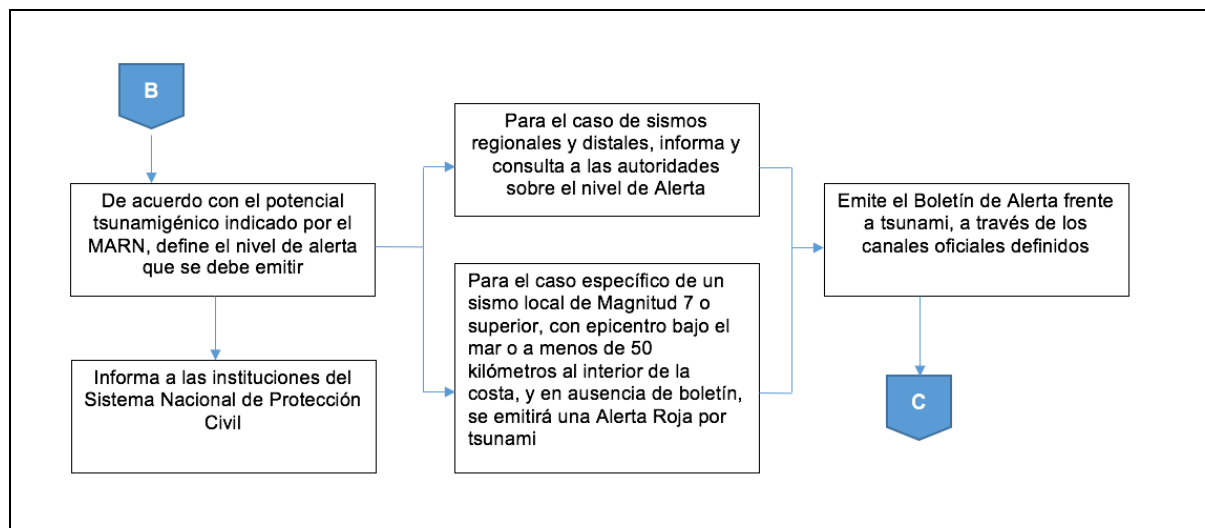 B
De acuerdo con el potencial
tsunamigénico indicado por el
MARN, define el nivel de alerta
que se debe emitir
Informa a las instituciones del
Sistema Nacional de Protección
Civil
Para el caso de sismos
regionales y distales, informa y
consulta a las autoridades
sobre el nivel de Alerta
Para el caso específico de un
sismo local de Magnitud 7 o
superior, con epicentro bajo el
mar o a menos de 50
kilómetros al interior de la
costa, y en ausencia de boletín,
se emitirá una Alerta Roja por
tsunami
Emite el Boletín de Alerta frente
a tsunami, a través de los
canales oficiales definidos
C